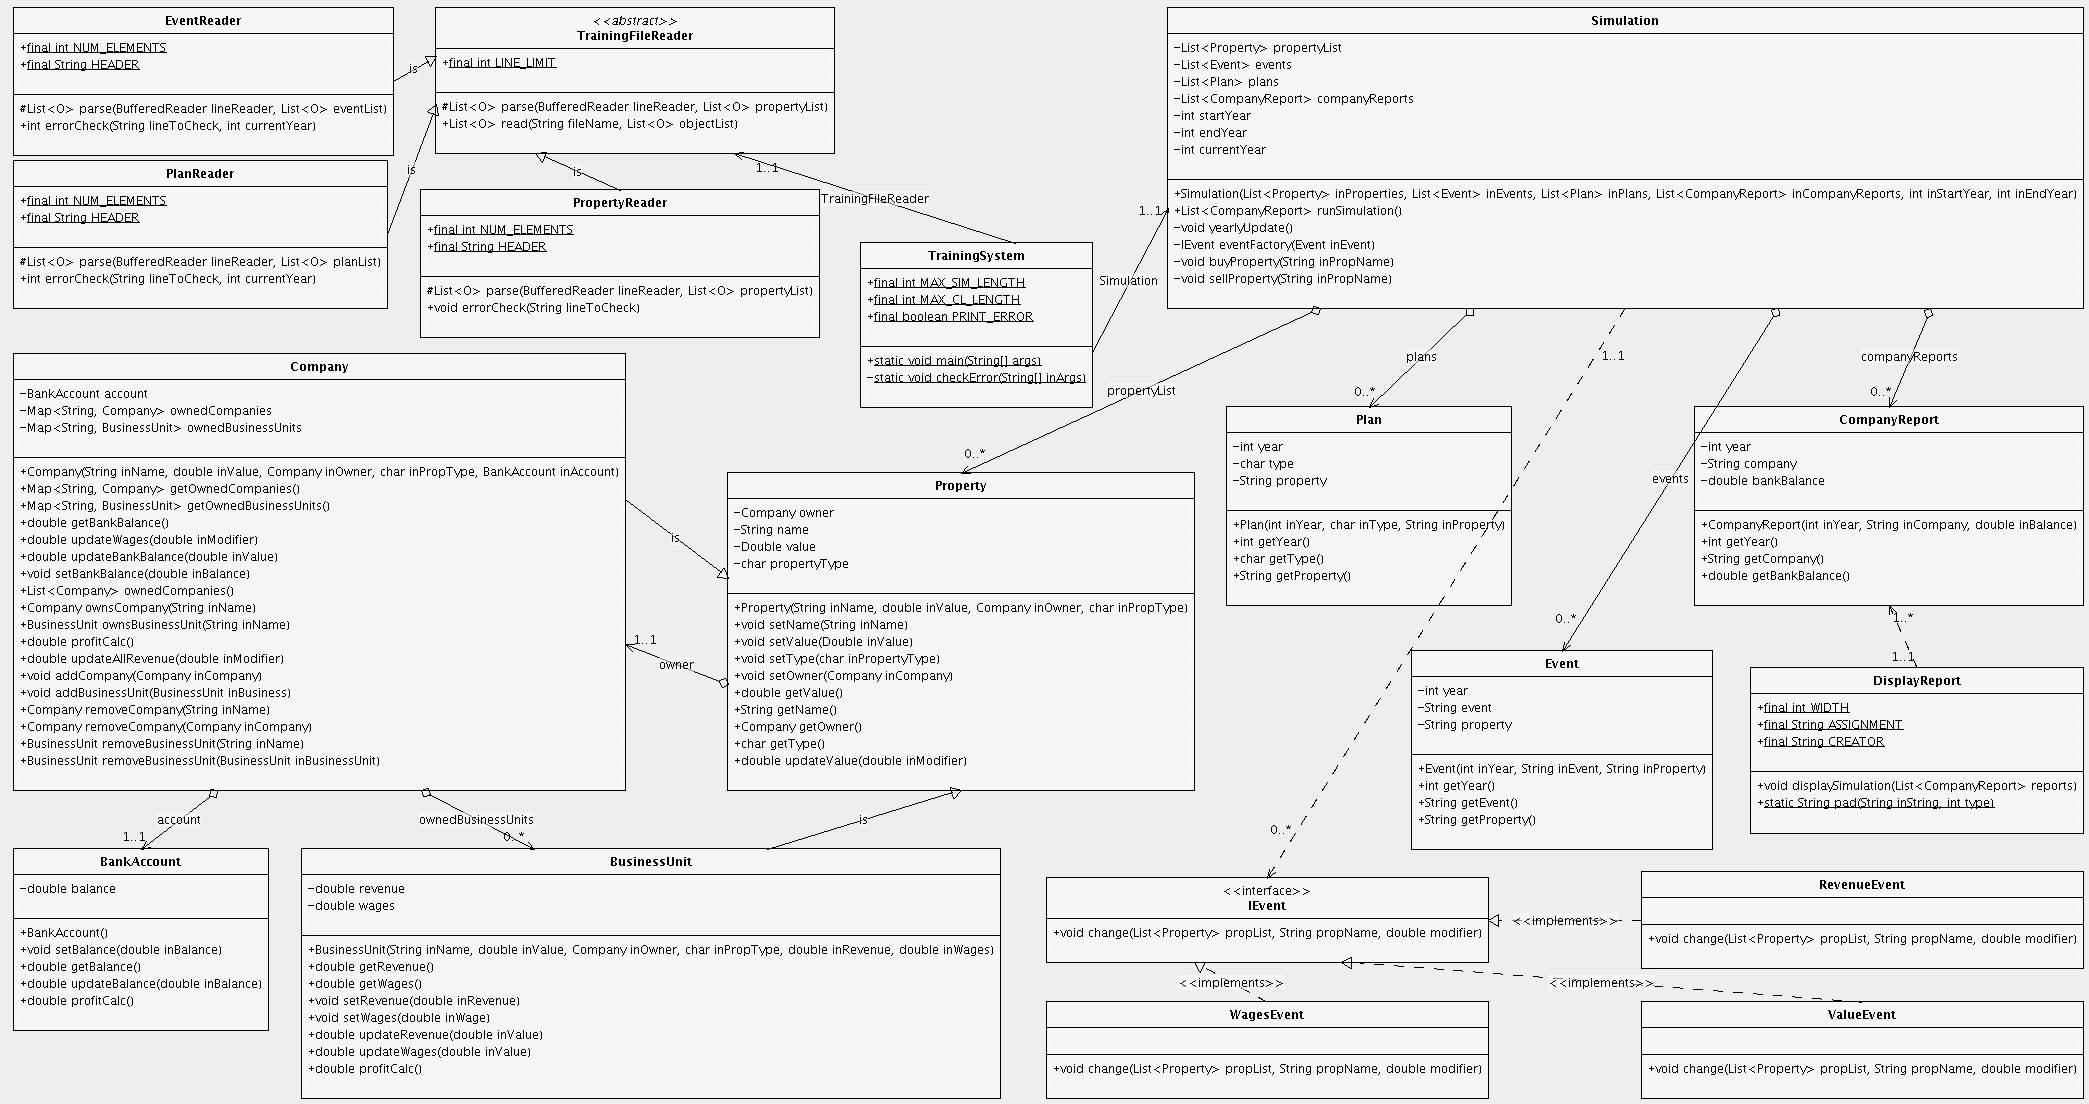 EventReader
+final int NUM_ELEMENTS
+final String HEADER
#List<O> parse(BufferedReader lineReader, List<O> eventList)
+int errorCheck(String lineToCheck, int currentYear)
is
<<abstract>>
TrainingFileReader
+final int LINE_LIMIT
#List<O> parse(BufferedReader lineReader, List<O> propertyList)
+List<O> read(String fileName, List<O> objectList)
PlanReader
+final int NUM_ELEMENTS
+final String HEADER
#List<O> parse(BufferedReader lineReader, List<O> planList)
+int errorCheck(String lineToCheck, int currentYear)
is
is
1..1
TrainingFileReader
PropertyReader
+final int NUM_ELEMENTS
+final String HEADER
#List<O> parse(BufferedReader lineReader, List<O> propertyList)
+void errorCheck(String lineToCheck)
TrainingSystem
+final int MAX_SIM_LENGTH
+final int MAX_CL_LENGTH
+final boolean PRINT_ERROR
+static void main(String[] args)
-static void checkError(String[] inArgs)
1..1
Simulation
Simulation
-List<Property> propertyList
-List<Event> events
-List<Plan> plans
-List<CompanyReport> companyReports
-int startYear
-int endYear
-int currentYear
+Simulation(List<Property> inProperties, List<Event> inEvents, List<Plan> inPlans, List<CompanyReport> inCompanyReports, int inStartYear, int inEndYear)
+List<CompanyReport> runSimulation()
-void yearlyUpdate()
-IEvent eventFactory(Event inEvent)
-void buyProperty(String inPropName)
-void sellProperty(String inPropName)
propertyList
0..*
plans
0..*
1..1
0..*
events
0..*
companyReports
0..*
Company
-BankAccount account
-Map<String, Company> ownedCompanies
-Map<String, BusinessUnit> ownedBusinessUnits
+Company(String inName, double inValue, Company inOwner, char inPropType, BankAccount inAccount)
+Map<String, Company> getOwnedCompanies()
+Map<String, BusinessUnit> getOwnedBusinessUnits()
+double getBankBalance()
+double updateWages(double inModifier)
+double updateBankBalance(double inValue)
+void setBankBalance(double inBalance)
+List<Company> ownedCompanies()
+Company ownsCompany(String inName)
+BusinessUnit ownsBusinessUnit(String inName)
+double profitCalc()
+double updateAllRevenue(double inModifier)
+void addCompany(Company inCompany)
+void addBusinessUnit(BusinessUnit inBusiness)
+Company removeCompany(String inName)
+Company removeCompany(Company inCompany)
+BusinessUnit removeBusinessUnit(String inName)
+BusinessUnit removeBusinessUnit(BusinessUnit inBusinessUnit)
is
1..1
owner
Property
-Company owner
-String name
-Double value
-char propertyType
+Property(String inName, double inValue, Company inOwner, char inPropType)
+void setName(String inName)
+void setValue(Double inValue)
+void setType(char inPropertyType)
+void setOwner(Company inCompany)
+double getValue()
+String getName()
+Company getOwner()
+char getType()
+double updateValue(double inModifier)
Plan
-int year
-char type
-String property
+Plan(int inYear, char inType, String inProperty)
+int getYear()
+char getType()
+String getProperty()
CompanyReport
-int year
-String company
-double bankBalance
+CompanyReport(int inYear, String inCompany, double inBalance)
+int getYear()
+String getCompany()
+double getBankBalance()
1..*
1..1
Event
-int year
-String event
-String property
+Event(int inYear, String inEvent, String inProperty)
+int getYear()
+String getEvent()
+String getProperty()
DisplayReport
+final int WIDTH
+final String ASSIGNMENT
+final String CREATOR
+void displaySimulation(List<CompanyReport> reports)
+static String pad(String inString, int type)
account
1..1
ownedBusinessUnits
0..*
is
BankAccount
-double balance
+BankAccount()
+void setBalance(double inBalance)
+double getBalance()
+double updateBalance(double inBalance)
+double profitCalc()
BusinessUnit
-double revenue
-double wages
+BusinessUnit(String inName, double inValue, Company inOwner, char inPropType, double inRevenue, double inWages)
+double getRevenue()
+double getWages()
+void setRevenue(double inRevenue)
+void setWages(double inWage)
+double updateRevenue(double inValue)
+double updateWages(double inValue)
+double profitCalc()
<<interface>>
IEvent
+void change(List<Property> propList, String propName, double modifier)
<<implements>>
RevenueEvent
+void change(List<Property> propList, String propName, double modifier)
<<implements>>
<<implements>>
WagesEvent
+void change(List<Property> propList, String propName, double modifier)
ValueEvent
+void change(List<Property> propList, String propName, double modifier)